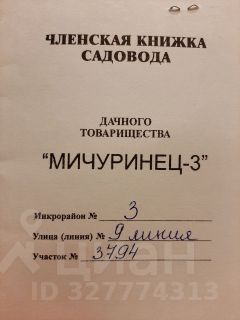 ЧЛЕНСКАЯ КНИЖКА
САДОВОДА
ДАЧНОГО
ТОВАРИЩЕСТВА
"МИЧУРИНЕЦ-3"
Микрорайон № 3
Улица (линия) № 9 линия
Участок № 3794
циан
ID 327774313